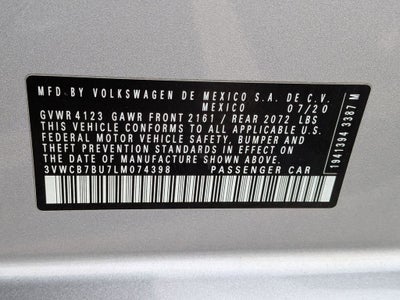 MFD BY VOLKSWAGEN DE MEXICO S.A. DE C.V.
MEXICO 07/20
GVWR 4123 GAWR FRONT 2161 / REAR 2072 LBS
THIS VEHICLE CONFORMS TO ALL APPLICABLE U.S.
FEDERAL MOTOR VEHICLE SAFETY, BUMPER AND
THEFT PREVENTION STANDARDS IN EFFECT ON
THE DATE OF MANUFACTURE SHOWN ABOVE
3VWCB7BU7LM074398 PASSENGER CAR
1941394 3387 M